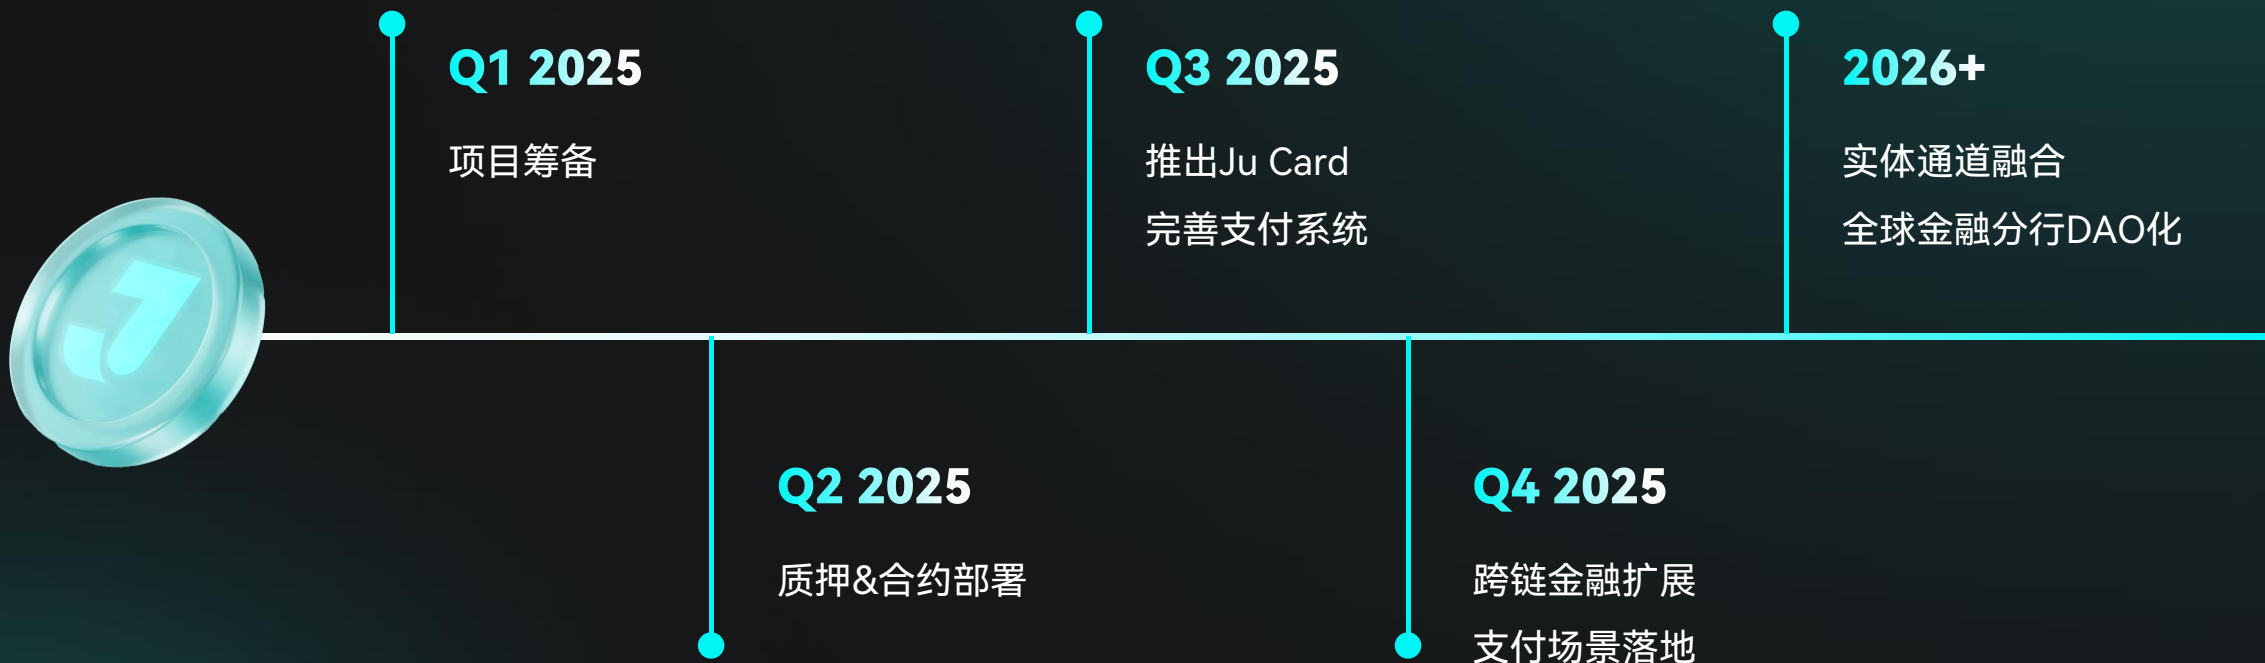 Q1 2025
项目筹备
Q2 2025
质押&合约部署
Q3 2025
推出Ju Card
完善支付系统
Q4 2025
跨链金融扩展
支付场景落地
2026+
实体通道融合
全球金融分行DAO化